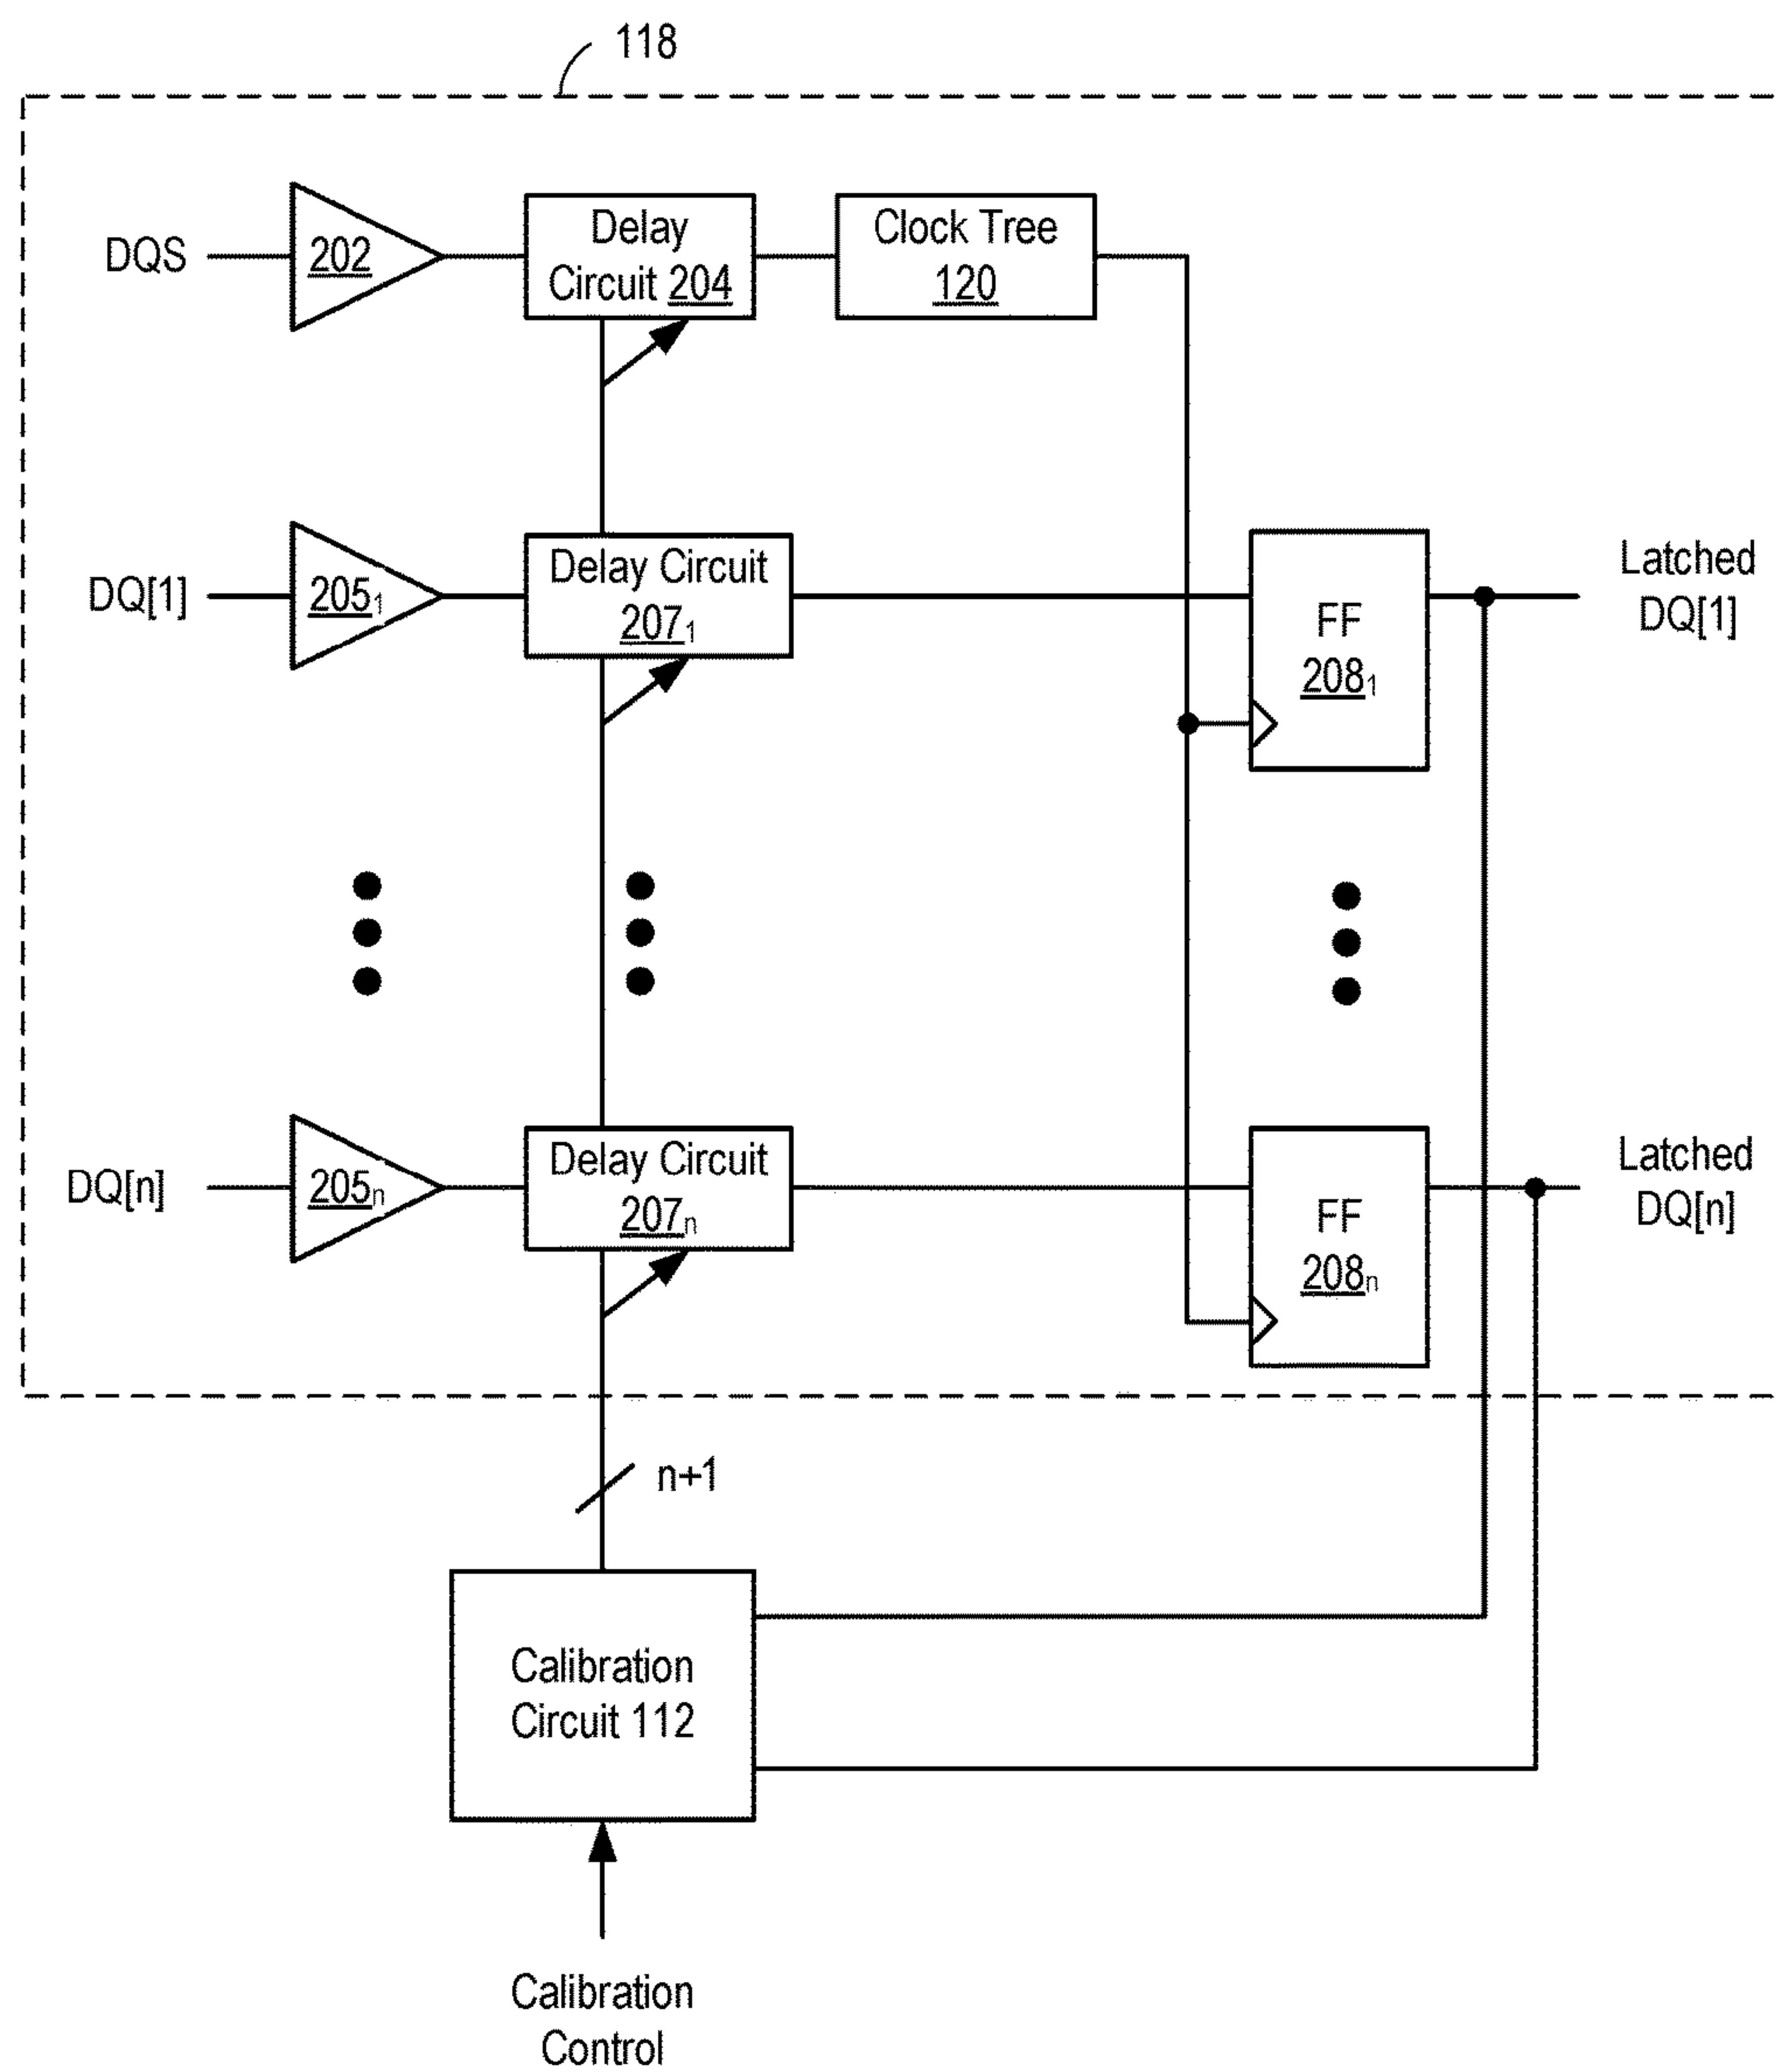 118
DQS
202
Delay
Circuit 204
Clock Tree
120
DQ[1]
205₁
Delay Circuit
207₁
FF
208₁
Latched
DQ[1]
DQ[n]
205ₙ
Delay Circuit
207ₙ
FF
208ₙ
Latched
DQ[n]
n+1
Calibration
Circuit 112
Calibration
Control